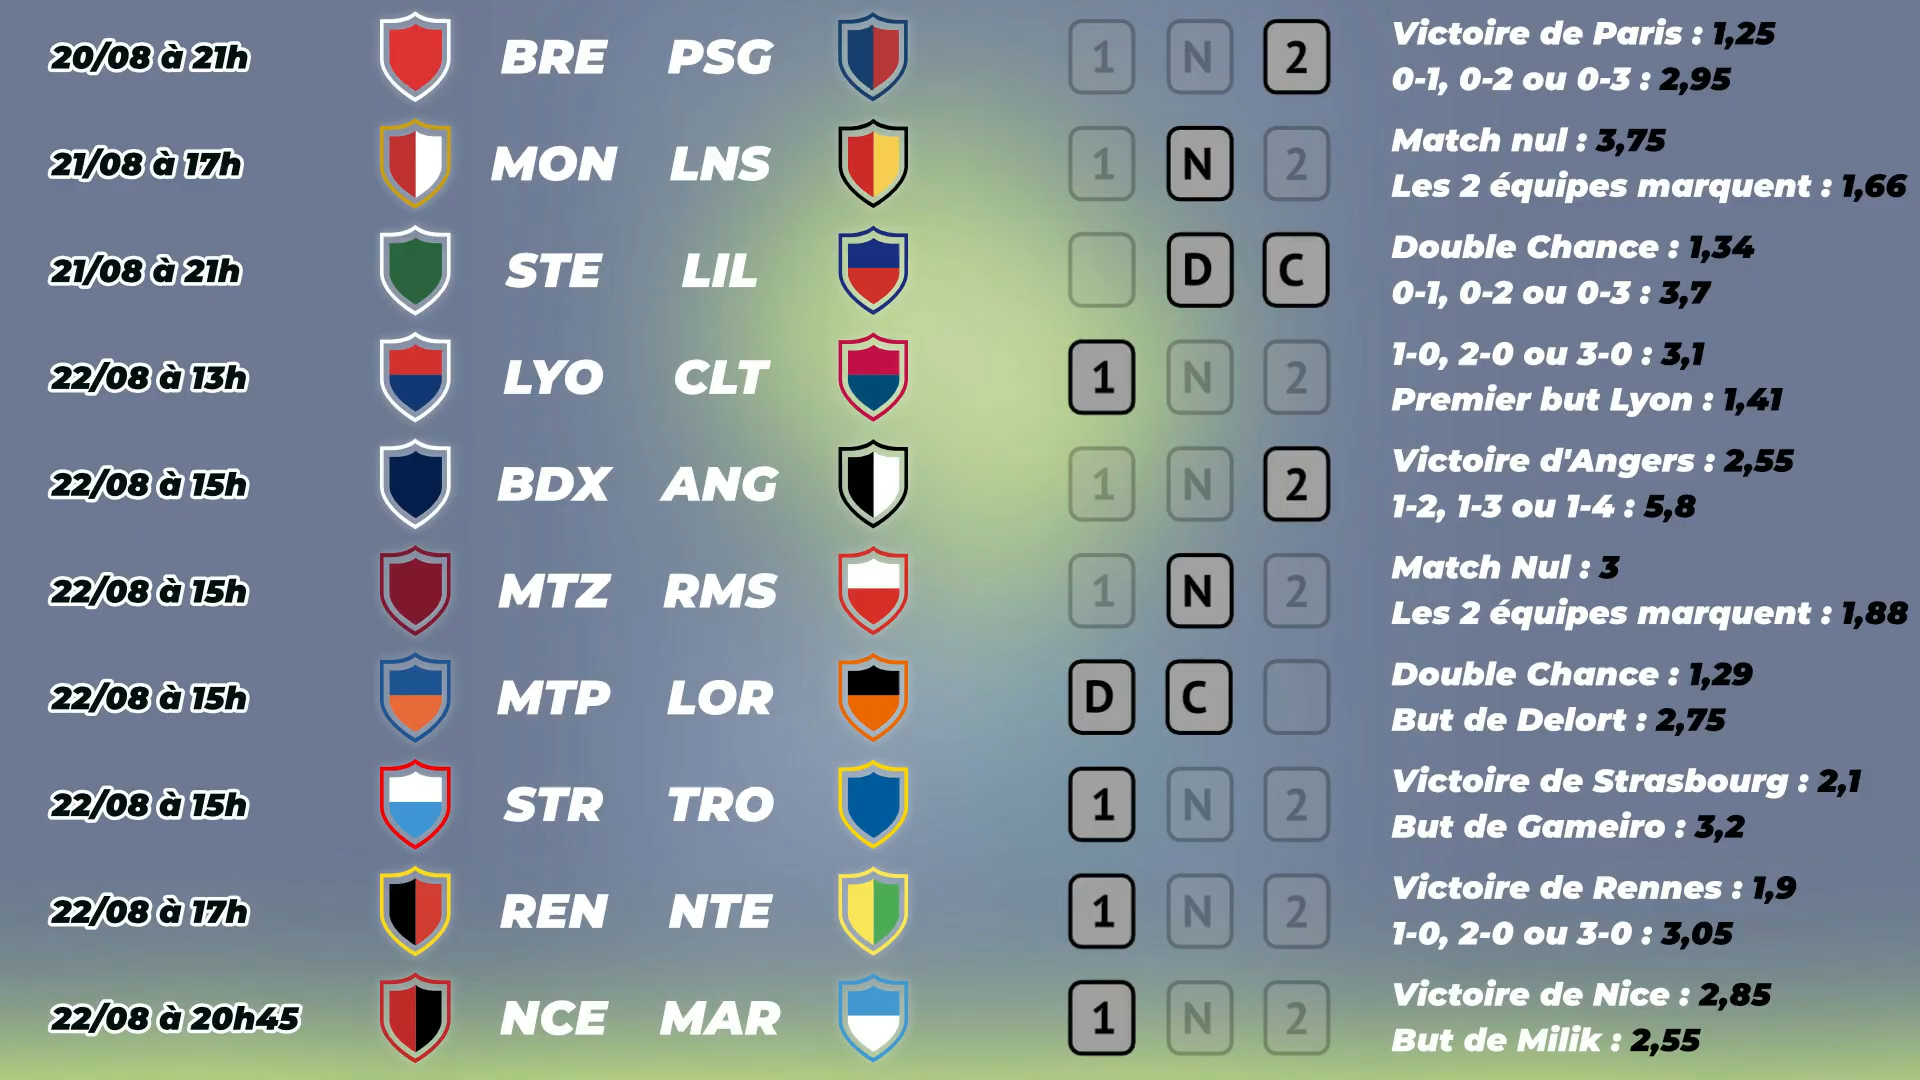 20/08 à 21h BRE PSG 1 N 2 Victoire de Paris : 1,25
0-1, 0-2 ou 0-3 : 2,95
21/08 à 17h MON LNS 1 N 2 Match nul : 3,75
Les 2 équipes marquent : 1,66
21/08 à 21h STE LIL D C Double Chance : 1,34
0-1, 0-2 ou 0-3 : 3,7
22/08 à 13h LYO CLT 1 N 2 1-0, 2-0 ou 3-0 : 3,1
Premier but Lyon : 1,41
22/08 à 15h BDX ANG 1 N 2 Victoire d'Angers : 2,55
1-2, 1-3 ou 1-4 : 5,8
22/08 à 15h MTZ RMS 1 N 2 Match Nul : 3
Les 2 équipes marquent : 1,88
22/08 à 15h MTP LOR D C Double Chance : 1,29
But de Delort : 2,75
22/08 à 15h STR TRO 1 N 2 Victoire de Strasbourg : 2,1
But de Gameiro : 3,2
22/08 à 17h REN NTE 1 N 2 Victoire de Rennes : 1,9
1-0, 2-0 ou 3-0 : 3,05
22/08 à 20h45 NCE MAR 1 N 2 Victoire de Nice : 2,85
But de Milik : 2,55